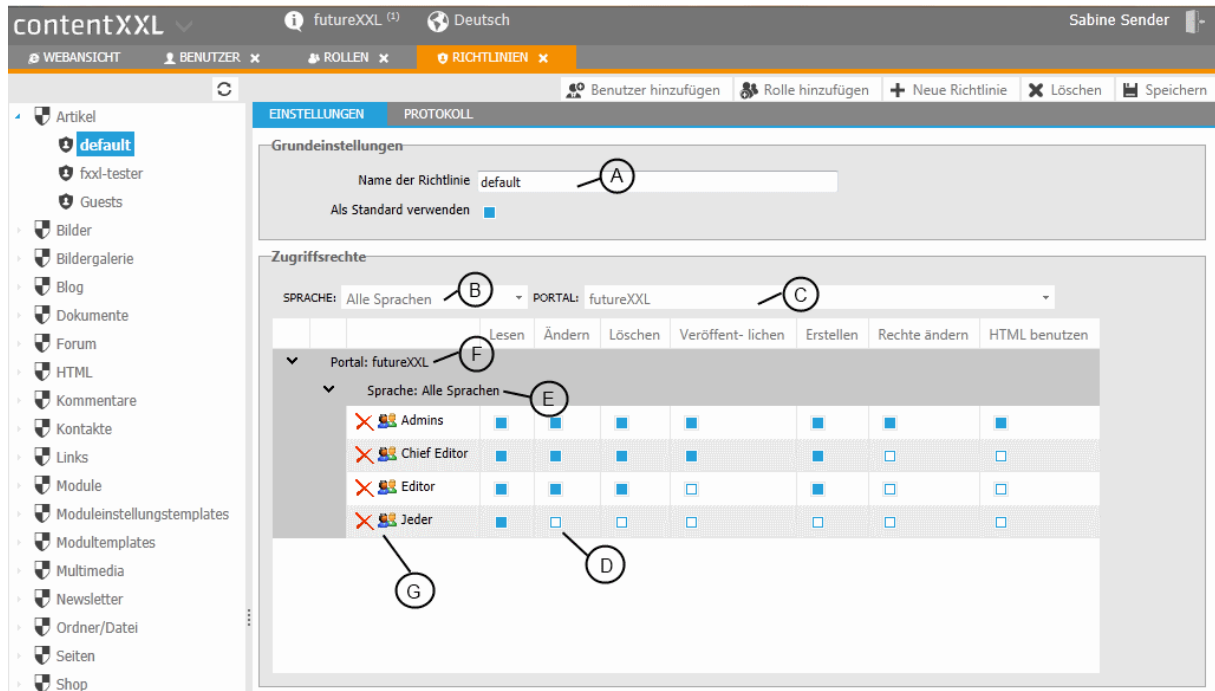 contentXXL futureXXL (1) Deutsch Sabine Sender
WEBANSICHT BENUTZER ROLLEN RICHTLINIEN
Benutzer hinzufügen Rolle hinzufügen Neue Richtlinie Löschen Speichern
Artikel
default
fxxl-tester
Guests
Bilder
Bildergalerie
Blog
Dokumente
Forum
HTML
Kommentare
Kontakte
Links
Module
Moduleinstellungstemplates
Modultemplates
Multimedia
Newsletter
Ordner/Datei
Seiten
Shop
EINSTELLUNGEN PROTOKOLL
Grundeinstellungen
Name der Richtlinie default A
Als Standard verwenden
Zugriffsrechte
SPRACHE: Alle Sprachen B PORTAL: futureXXL C
Lesen Ändern Löschen Veröffent- lichen Erstellen Rechte ändern HTML benutzen
Portal: futureXXL F
Sprache: Alle Sprachen E
Admins
Chief Editor
Editor
Jeder
D
G